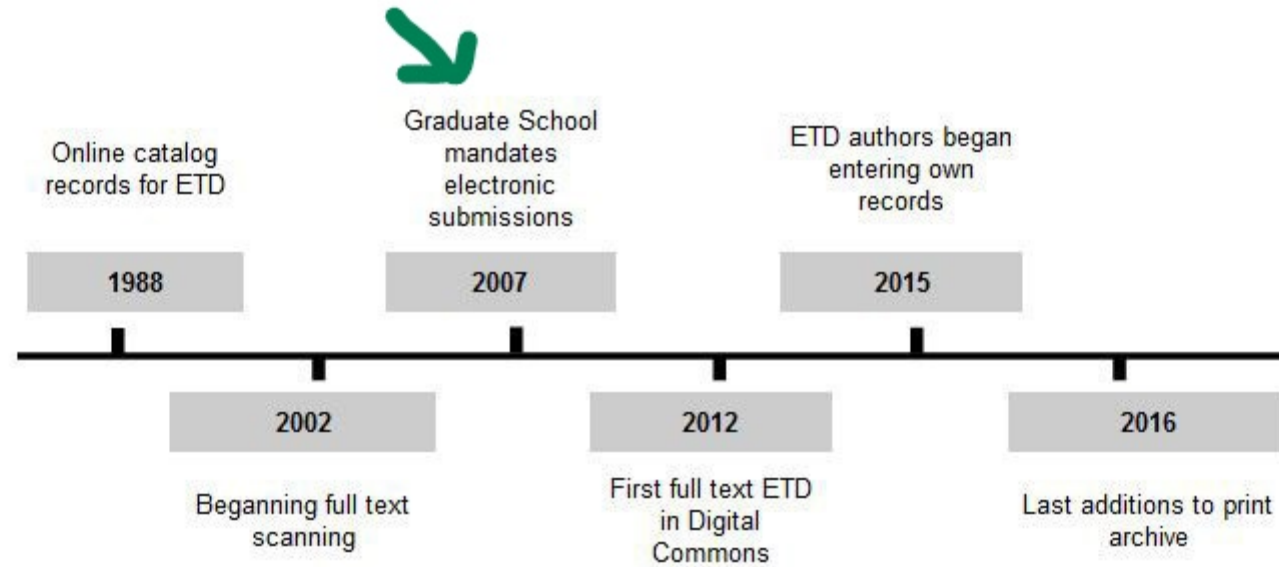 Online catalog
records for ETD
1988
Graduate School
mandates
electronic
submissions
2007
ETD authors began
entering own
records
2015
2002
Beganning full text
scanning
2012
First full text ETD
in Digital
Commons
2016
Last additions to print
archive